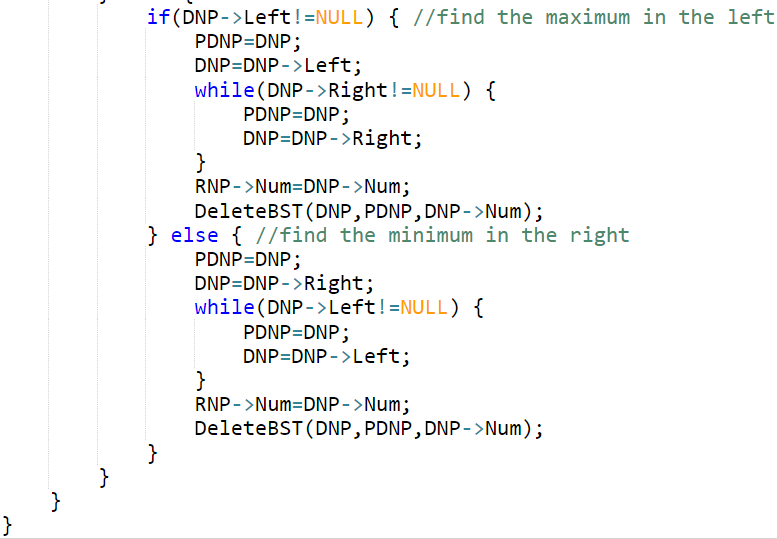 if(DNP->Left!=NULL) { //find the maximum in the left
PDNP=DNP;
DNP=DNP->Left;
while(DNP->Right!=NULL) {
PDNP=DNP;
DNP=DNP->Right;
}
RNP->Num=DNP->Num;
DeleteBST(DNP,PDNP,DNP->Num);
} else { //find the minimum in the right
PDNP=DNP;
DNP=DNP->Right;
while(DNP->Left!=NULL) {
PDNP=DNP;
DNP=DNP->Left;
}
RNP->Num=DNP->Num;
DeleteBST(DNP,PDNP,DNP->Num);
}
}
}
}